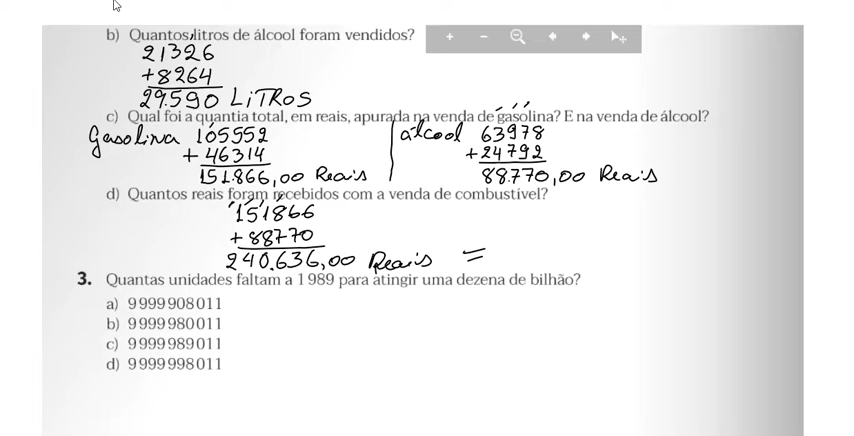 b) Quantos litros de álcool foram vendidos?
21326
+8264
29.590 LITROS
c) Qual foi a quantia total, em reais, apurada na venda de gasolina? E na venda de álcool?
Gasolina 105552
+46314
151.866,00 Reais
álcool 63978
+24792
88.770,00 Reais
d) Quantos reais foram recebidos com a venda de combustível?
151866
+88770
240.636,00 Reais =
3. Quantas unidades faltam a 1989 para atingir uma dezena de bilhão?
a) 9999908011
b) 9999980011
c) 9999989011
d) 9999998011